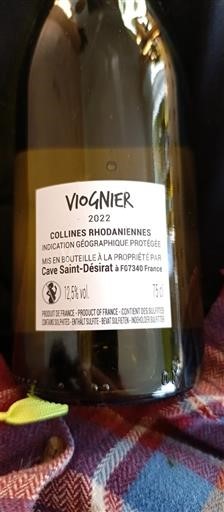 VIOGNIER
2022
COLLINES RHODANIENNES
INDICATION GÉOGRAPHIQUE PROTÉGÉE
MIS EN BOUTEILLE À LA PROPRIÉTÉ PAR
Cave Saint-Désirat à F07340 France
12,5% vol. 75 cl
PRODUIT DE FRANCE - PRODUCT OF FRANCE - CONTIENT DES SULFITES
CONTAINS SULPHITES - ENTHÄLT SULFITE - BEVAT SULFIETEN - INDEHOLDER SULFITTER